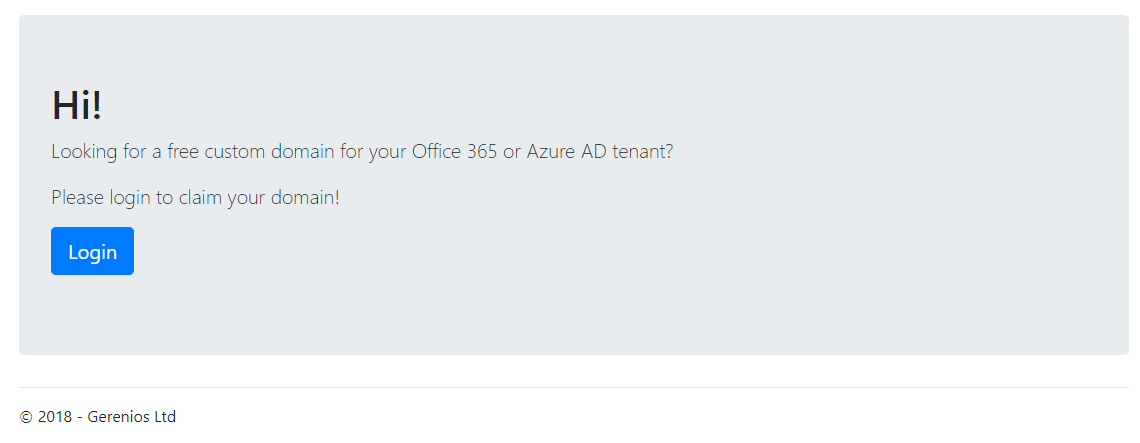 Hi!
Looking for a free custom domain for your Office 365 or Azure AD tenant?
Please login to claim your domain!
Login
© 2018 - Gerenios Ltd